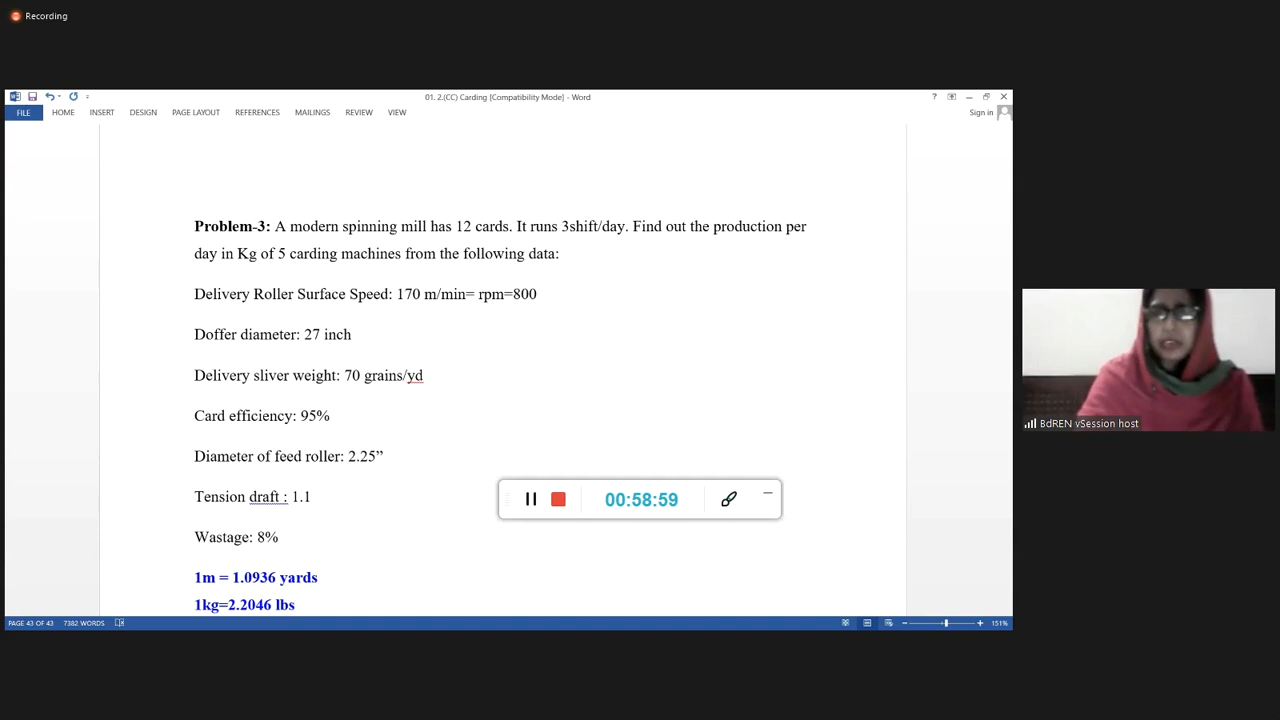 Recording
01. 2.(CC) Carding [Compatibility Mode] - Word
?
FILE HOME INSERT DESIGN PAGE LAYOUT REFERENCES MAILINGS REVIEW VIEW
Sign in
Problem-3: A modern spinning mill has 12 cards. It runs 3shift/day. Find out the production per
day in Kg of 5 carding machines from the following data:
Delivery Roller Surface Speed: 170 m/min= rpm=800
Doffer diameter: 27 inch
Delivery sliver weight: 70 grains/yd
Card efficiency: 95%
Diameter of feed roller: 2.25”
Tension draft : 1.1
Wastage: 8%
1m = 1.0936 yards
1kg=2.2046 lbs
00:58:59
BdREN vSession host
PAGE 43 OF 43 7382 WORDS
151%